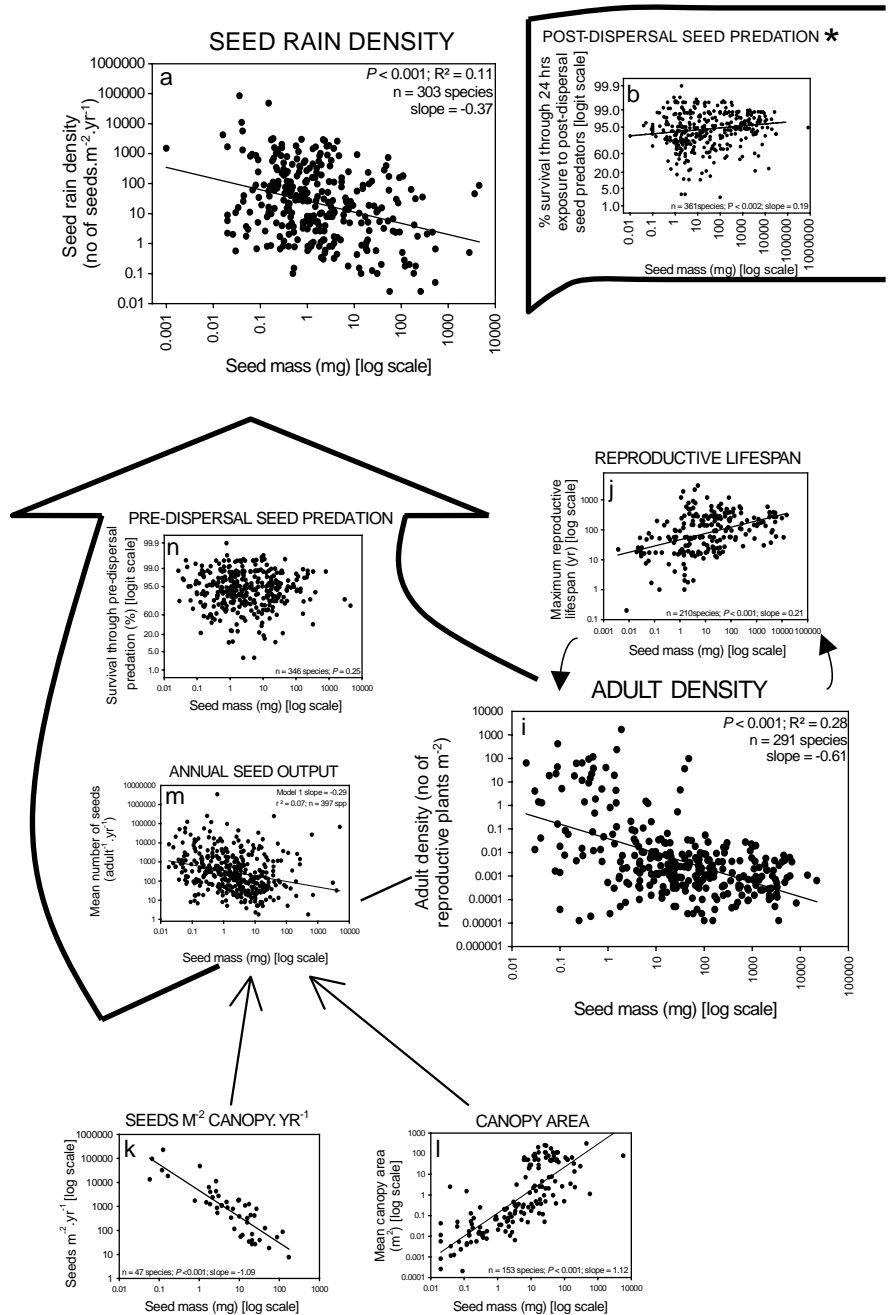 SEED RAIN DENSITY
a
P < 0.001; R² = 0.11
n = 303 species
slope = -0.37
Seed rain density
(no of seeds.m⁻².yr⁻¹)
1000000
100000
10000
1000
100
10
1
0.1
0.01
0.001
0.01
0.1
1
10
100
1000
10000
Seed mass (mg) [log scale]
POST-DISPERSAL SEED PREDATION *
b
% survival through 24 hrs
exposure to post-dispersal
seed predators [logit scale]
99.9
99.0
95.0
60.0
20.0
5.0
1.0
n = 361species; P < 0.002; slope = 0.19
0.01
0.1
1
10
100
1000
10000
100000
1000000
Seed mass (mg) [log scale]
PRE-DISPERSAL SEED PREDATION
n
Survival through pre-dispersal
predation (%) [logit scale]
99.9
99.0
95.0
60.0
20.0
5.0
1.0
n = 346 species; P = 0.25
0.01 0.1 1 10 100 1000 10000
Seed mass (mg) [log scale]
REPRODUCTIVE LIFESPAN
j
Maximum reproductive
lifespan (yr) [log scale]
1000
100
10
1
0.1
n = 210species; P < 0.001; slope = 0.21
0.001 0.01 0.1 1 10 100 1000 10000 100000
Seed mass (mg) [log scale]
ADULT DENSITY
i
P < 0.001; R² = 0.28
n = 291 species
slope = -0.61
Adult density (no of
reproductive plants m⁻²)
10000
1000
100
10
1
0.1
0.01
0.001
0.0001
0.00001
0.000001
0.01
0.1
1
10
100
1000
10000
100000
Seed mass (mg) [log scale]
ANNUAL SEED OUTPUT
m
Model 1 slope = -0.29
r² = 0.07; n = 397 spp
Mean number of seeds
(adult⁻¹.yr⁻¹)
10000000
1000000
100000
10000
1000
100
10
1
0.01 0.1 1 10 100 1000 10000
Seed mass (mg) [log scale]
SEEDS M⁻² CANOPY. YR⁻¹
k
Seeds m⁻².yr⁻¹ [log scale]
1000000
100000
10000
1000
100
10
1
n = 47 species; P <0.001; slope = -1.09
0.01 0.1 1 10 100 1000
Seed mass (mg) [log scale]
CANOPY AREA
l
Mean canopy area
(m²) [log scale]
1000
100
10
1
0.1
0.01
0.001
0.0001
n = 153 species; P < 0.001; slope 1.12
0.01 0.1 1 10 100 1000 10000
Seed mass (mg) [log scale]